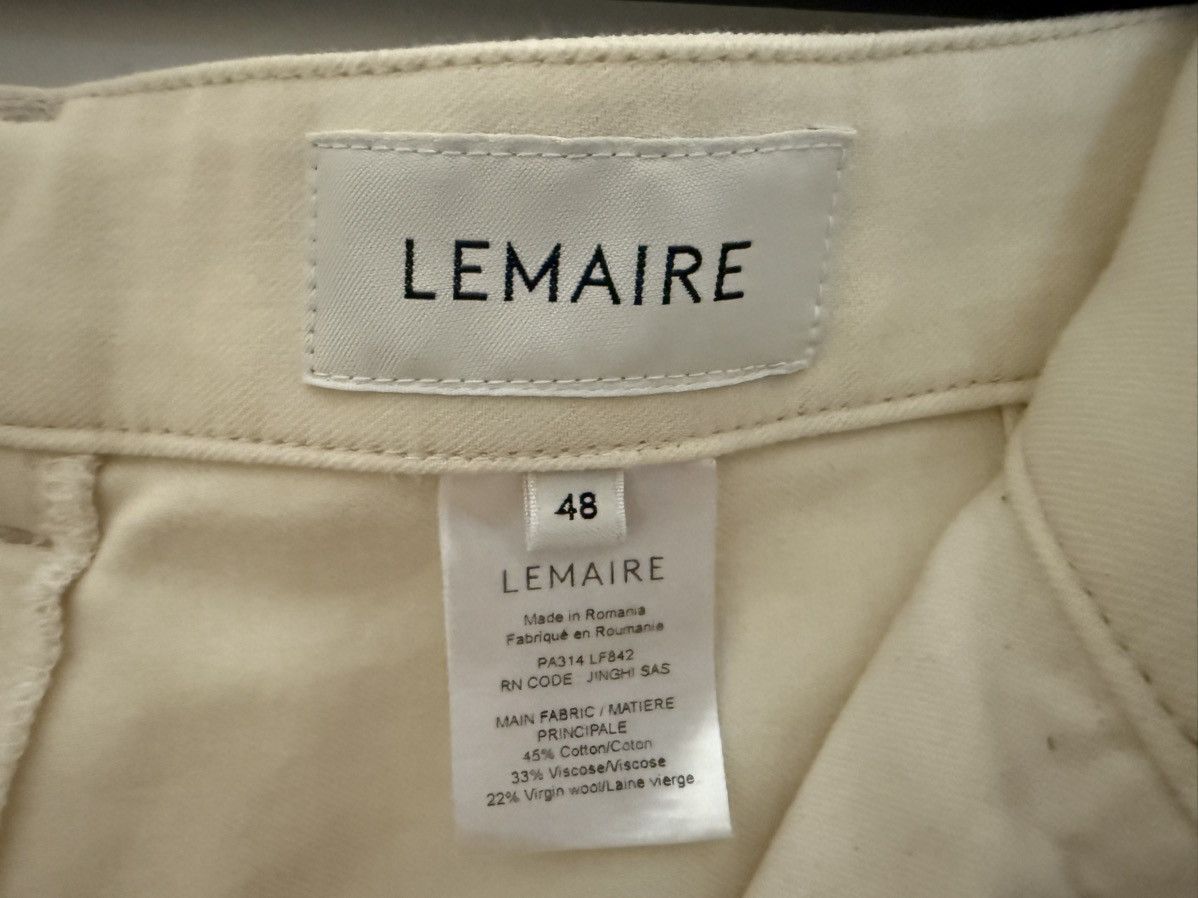 LEMAIRE
48
LEMAIRE
Made in Romania
Fabriqué en Roumanie
PA314 LF842
RN CODE JINGHI SAS
MAIN FABRIC / MATIERE
PRINCIPALE
45% Cotton/Coton
33% Viscose/Viscose
22% Virgin wool/Laine vierge